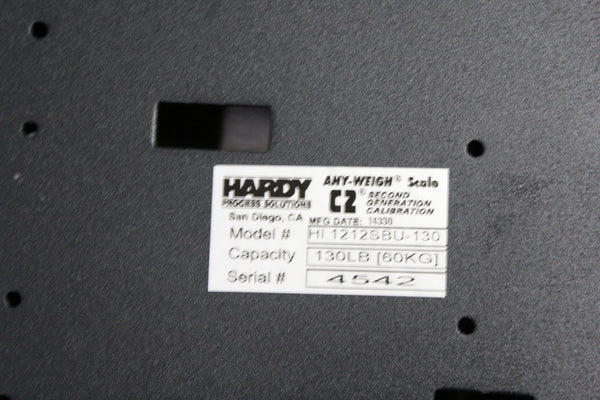 HARDY
PROCESS SOLUTIONS
San Diego, CA
ANY-WEIGH® Scale
C2® SECOND
GENERATION
CALIBRATION
MFG DATE: 14330
Model # HI 1212SBU-130
Capacity 130LB [60KG]
Serial # 4542